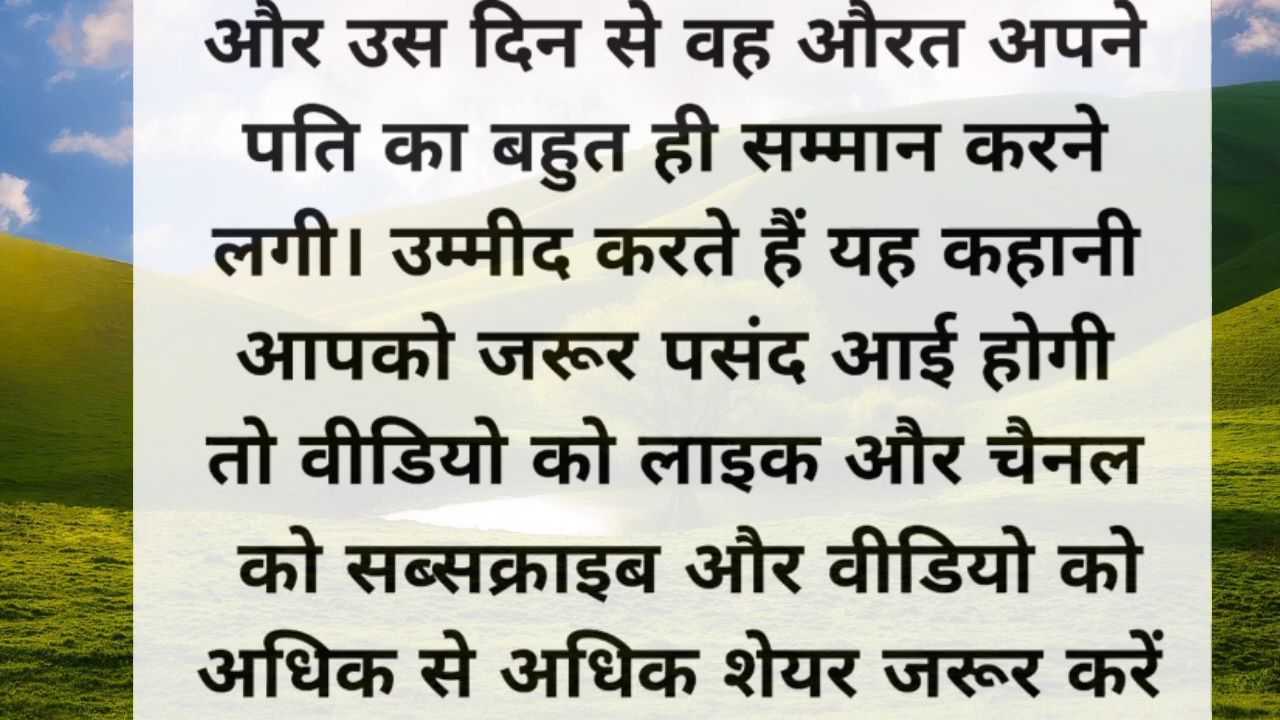 और उस दिन से वह औरत अपने
पति का बहुत ही सम्मान करने
लगी। उम्मीद करते हैं यह कहानी
आपको जरूर पसंद आई होगी
तो वीडियो को लाइक और चैनल
को सब्सक्राइब और वीडियो को
अधिक से अधिक शेयर जरूर करें